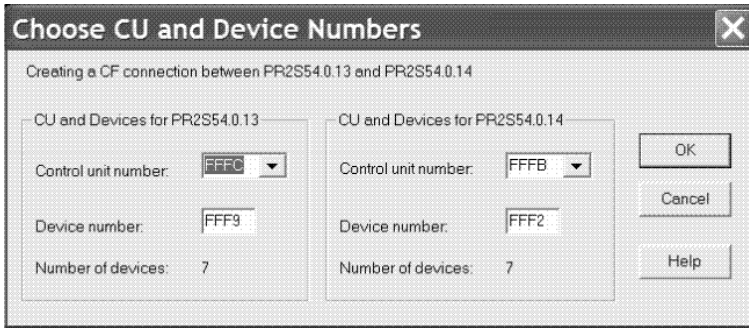 Choose CU and Device Numbers
Creating a CF connection between PR2S54.0.13 and PR2S54.0.14
CU and Devices for PR2S54.0.13
Control unit number: FFFC
Device number: FFF9
Number of devices: 7
CU and Devices for PR2S54.0.14
Control unit number: FFFB
Device number: FFF2
Number of devices: 7
OK
Cancel
Help